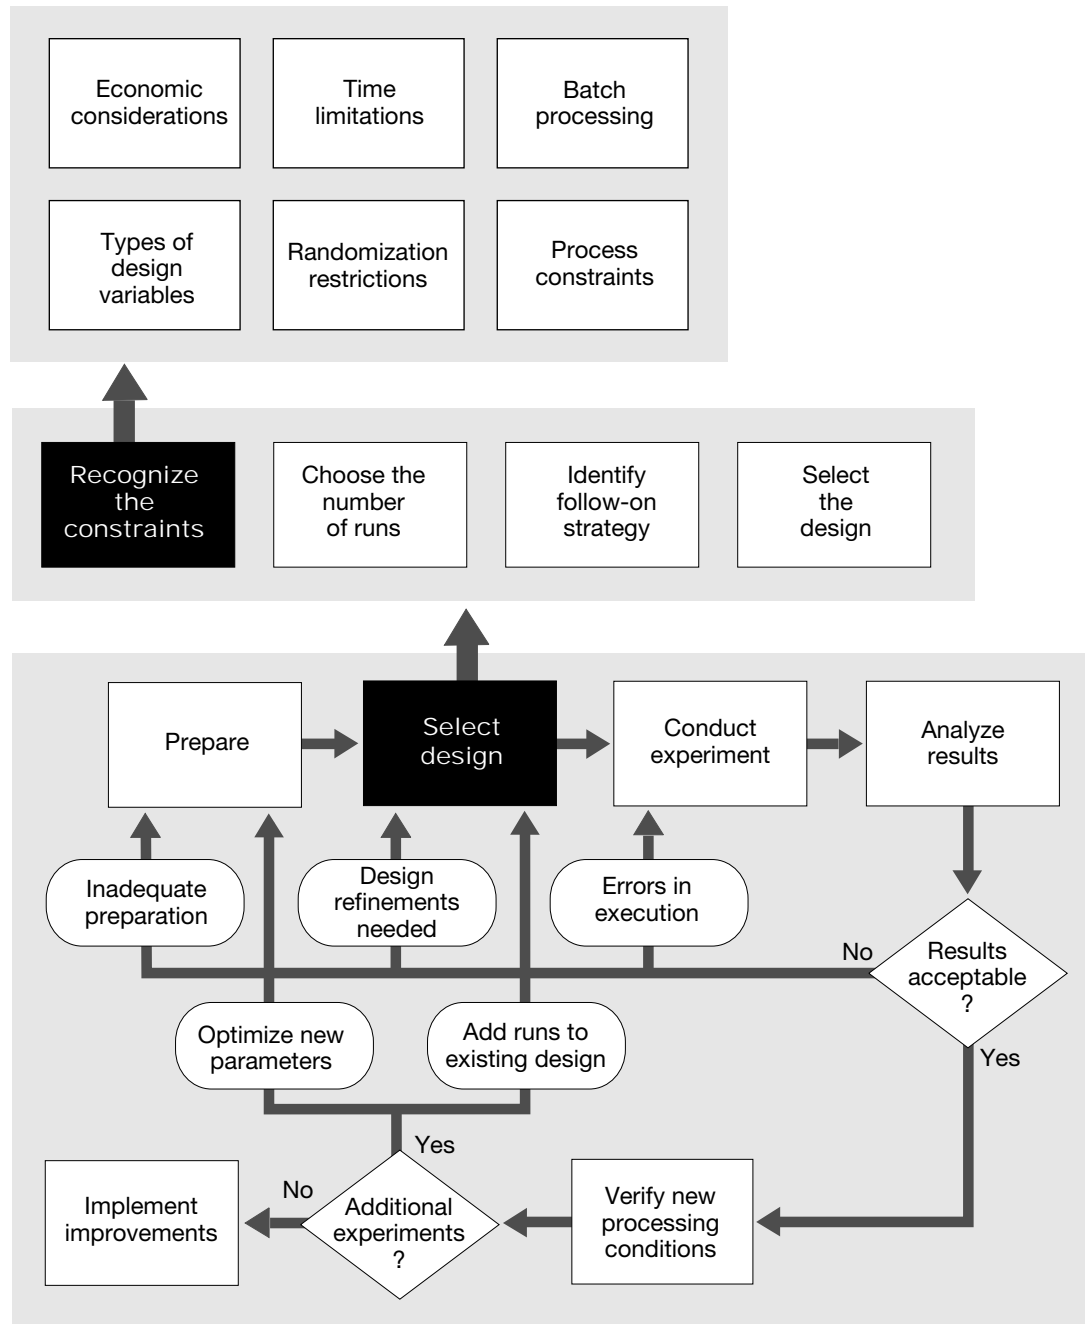 Economic
considerations
Time
limitations
Batch
processing
Types of
design
variables
Randomization
restrictions
Process
constraints
Recognize
the
constraints
Choose the
number
of runs
Identify
follow-on
strategy
Select
the
design
Prepare
Select
design
Conduct
experiment
Analyze
results
Inadequate
preparation
Design
refinements
needed
Errors in
execution
No
Results
acceptable
?
Yes
Optimize new
parameters
Add runs to
existing design
Yes
Implement
improvements
No
Additional
experiments
?
Verify new
processing
conditions